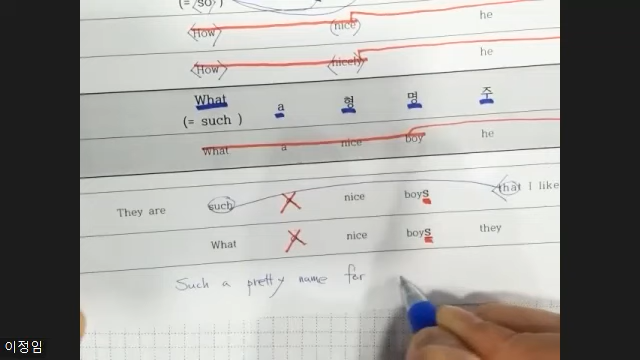 (= so )
How nice he
How nicely he
What a 형 명 주
(= such )
What a nice boy he
They are such nice boys that I like
What nice boys they
Such a pretty name for
이정임